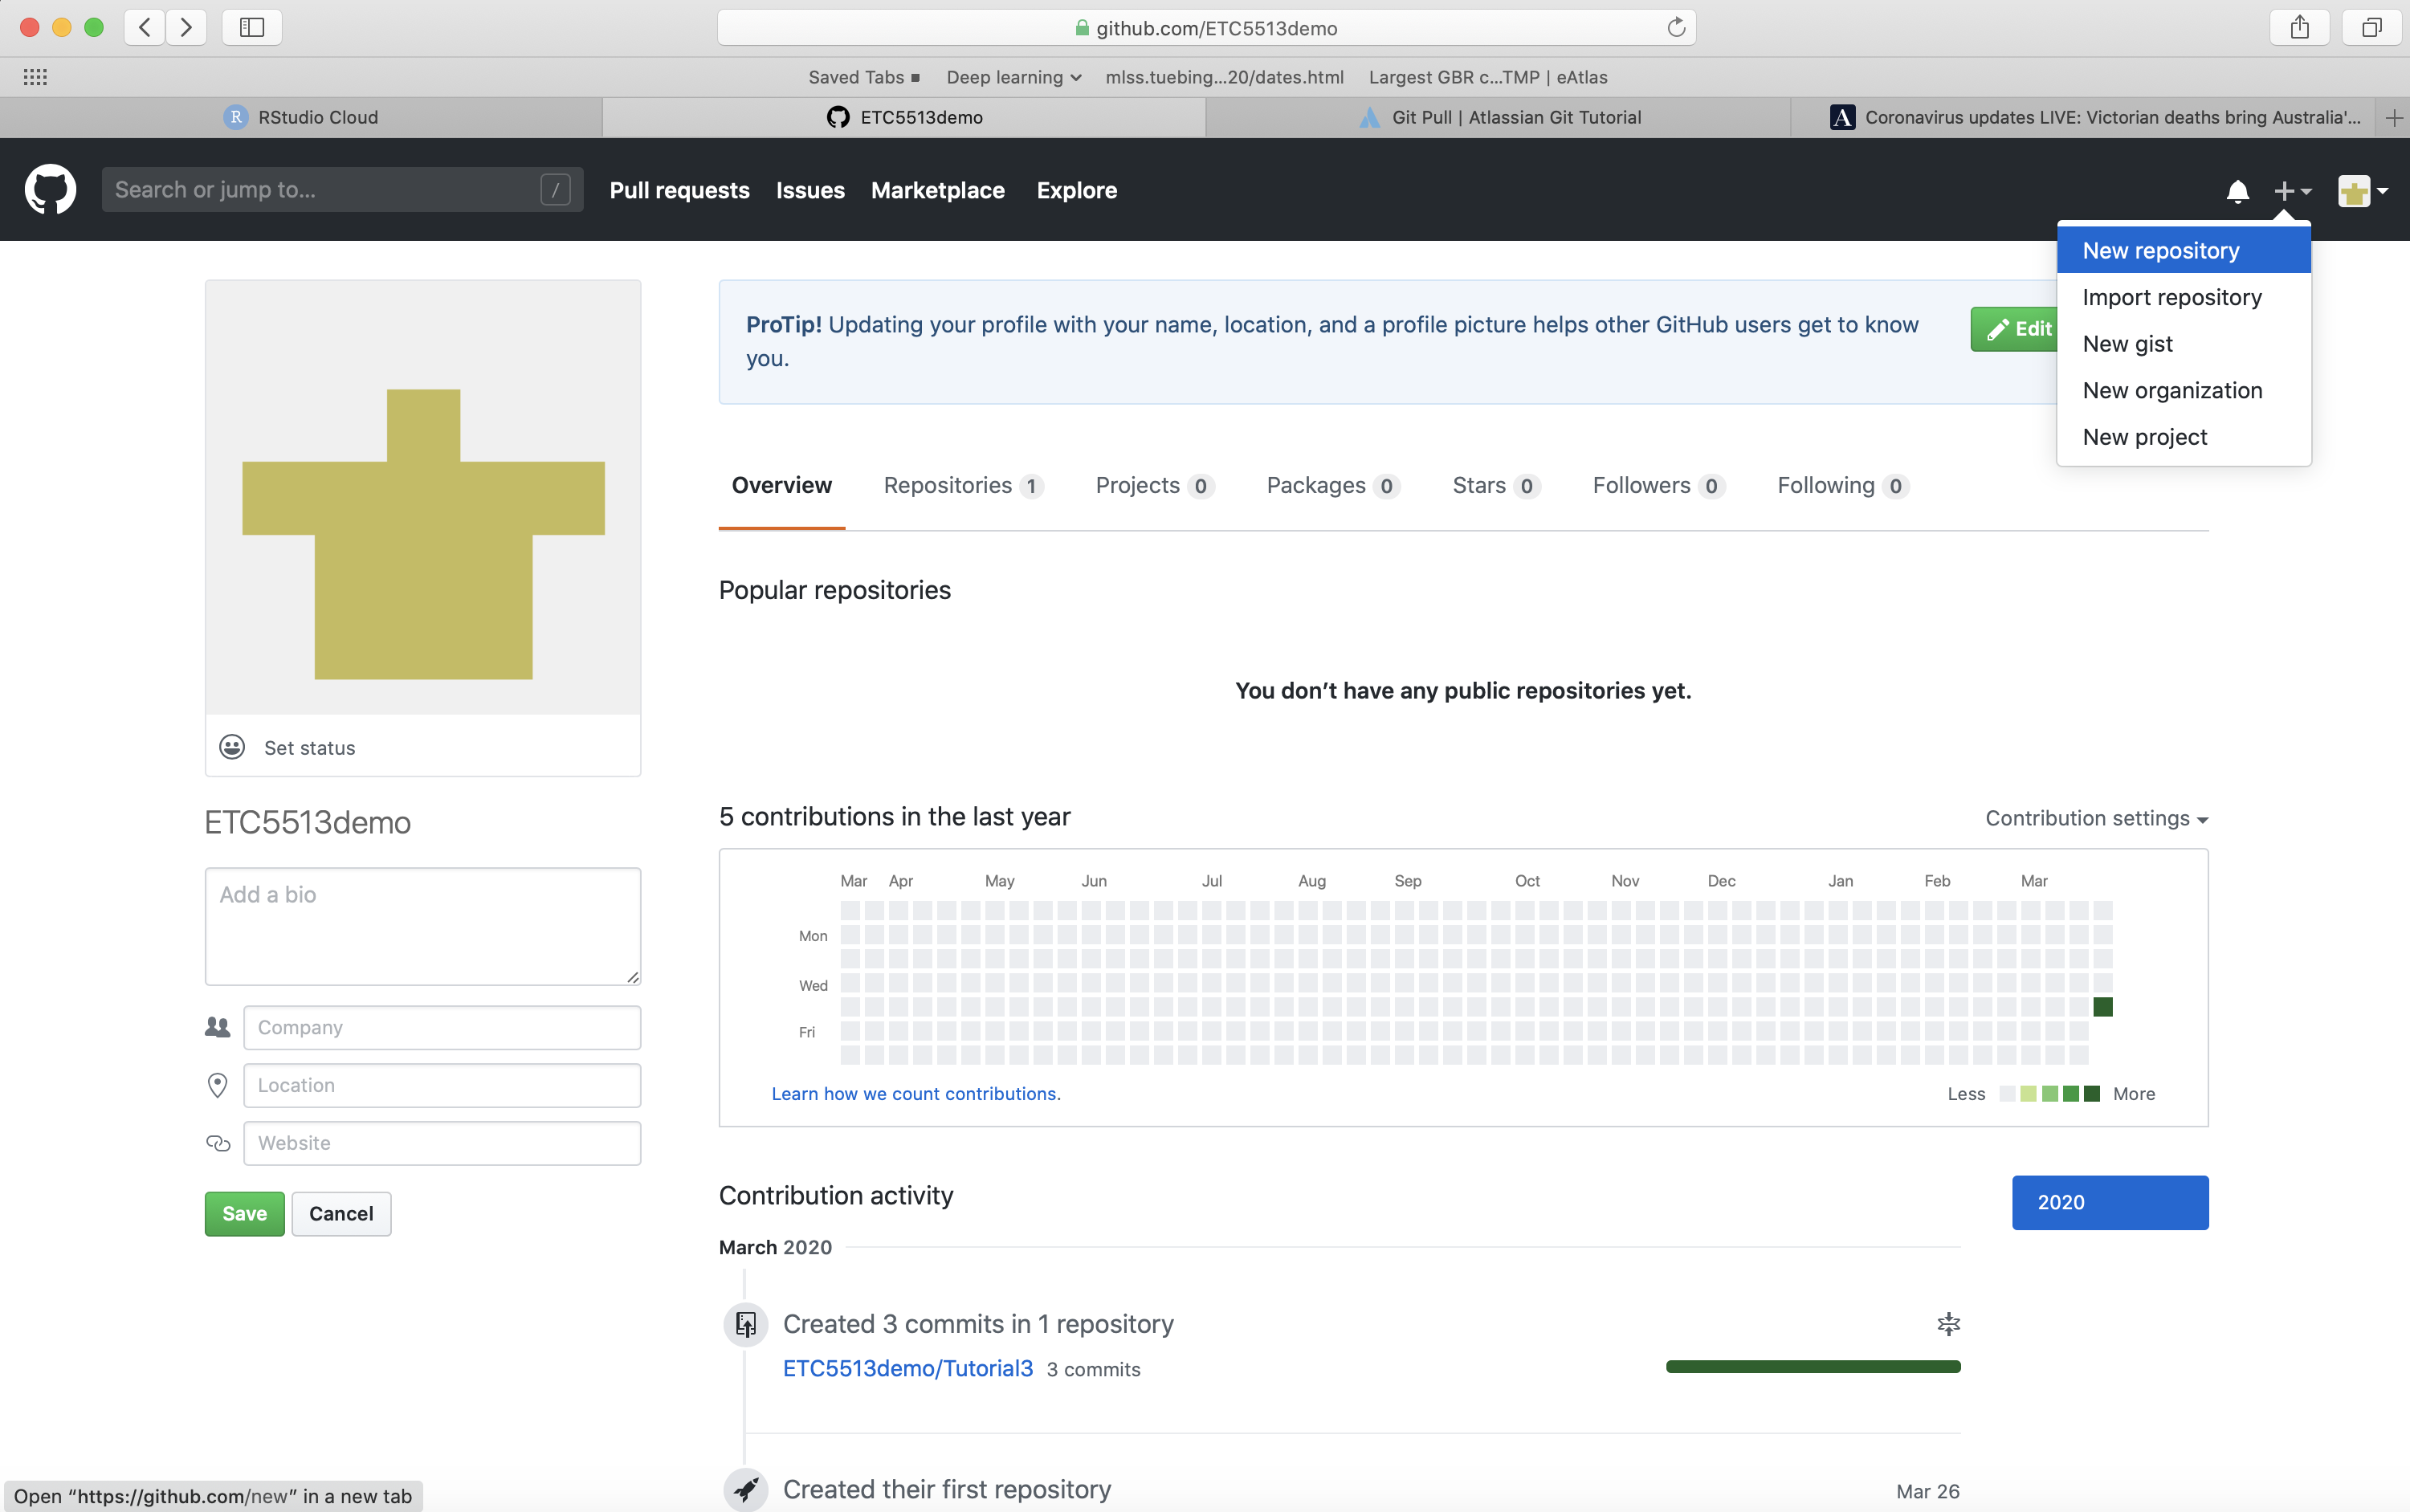 github.com/ETC5513demo
Saved Tabs
Deep learning
mlss.tuebing...20/dates.html
Largest GBR c...TMP | eAtlas
R RStudio Cloud
ETC5513demo
Git Pull | Atlassian Git Tutorial
A Coronavirus updates LIVE: Victorian deaths bring Australia'...
Search or jump to...
/
Pull requests
Issues
Marketplace
Explore
New repository
Import repository
New gist
New organization
New project
ProTip! Updating your profile with your name, location, and a profile picture helps other GitHub users get to know
you.
Edit
Overview
Repositories 1
Projects 0
Packages 0
Stars 0
Followers 0
Following 0
Popular repositories
You don’t have any public repositories yet.
Set status
ETC5513demo
Add a bio
Company
Location
Website
Save
Cancel
5 contributions in the last year
Contribution settings
Mar Apr May Jun Jul Aug Sep Oct Nov Dec Jan Feb Mar
Mon
Wed
Fri
Learn how we count contributions.
Less
More
Contribution activity
2020
March 2020
Created 3 commits in 1 repository
ETC5513demo/Tutorial3 3 commits
Created their first repository
Mar 26
Open “https://github.com/new” in a new tab